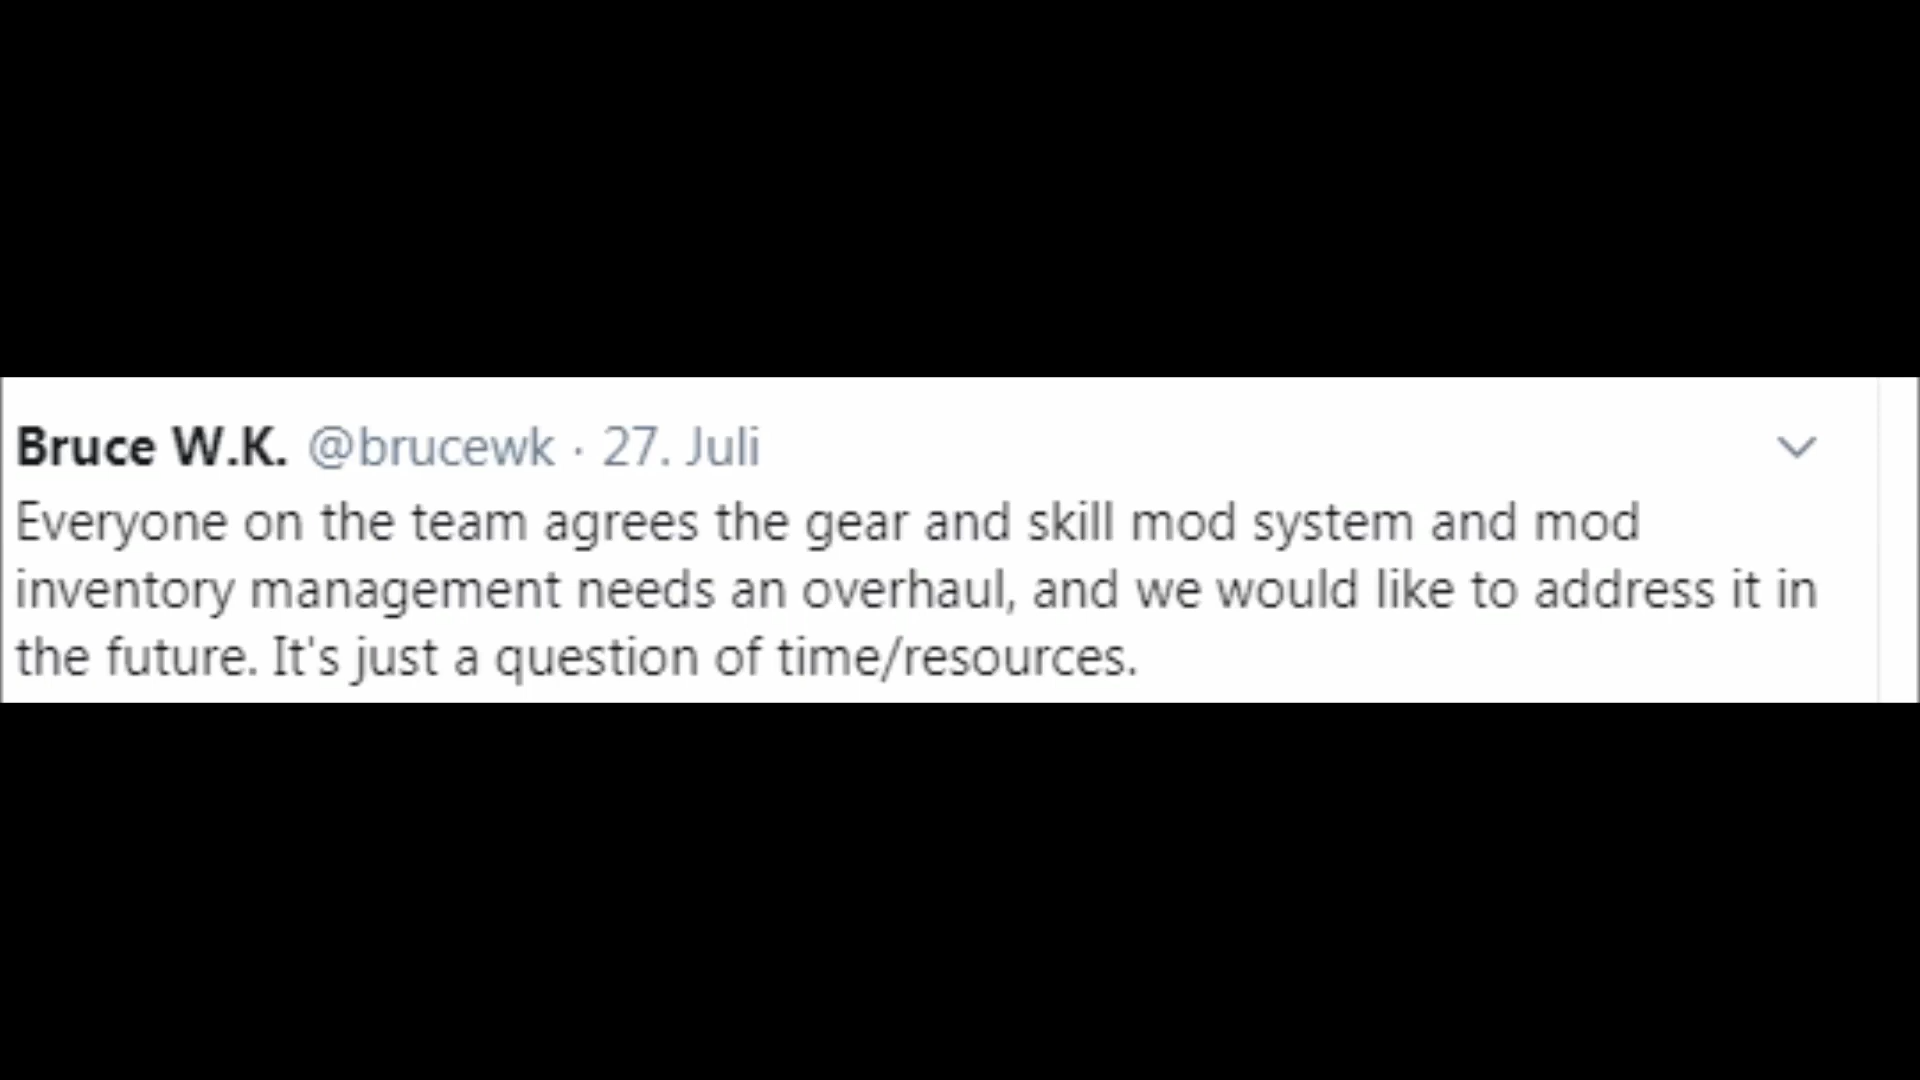 Bruce W.K. @brucewk · 27. Juli
Everyone on the team agrees the gear and skill mod system and mod
inventory management needs an overhaul, and we would like to address it in
the future. It's just a question of time/resources.